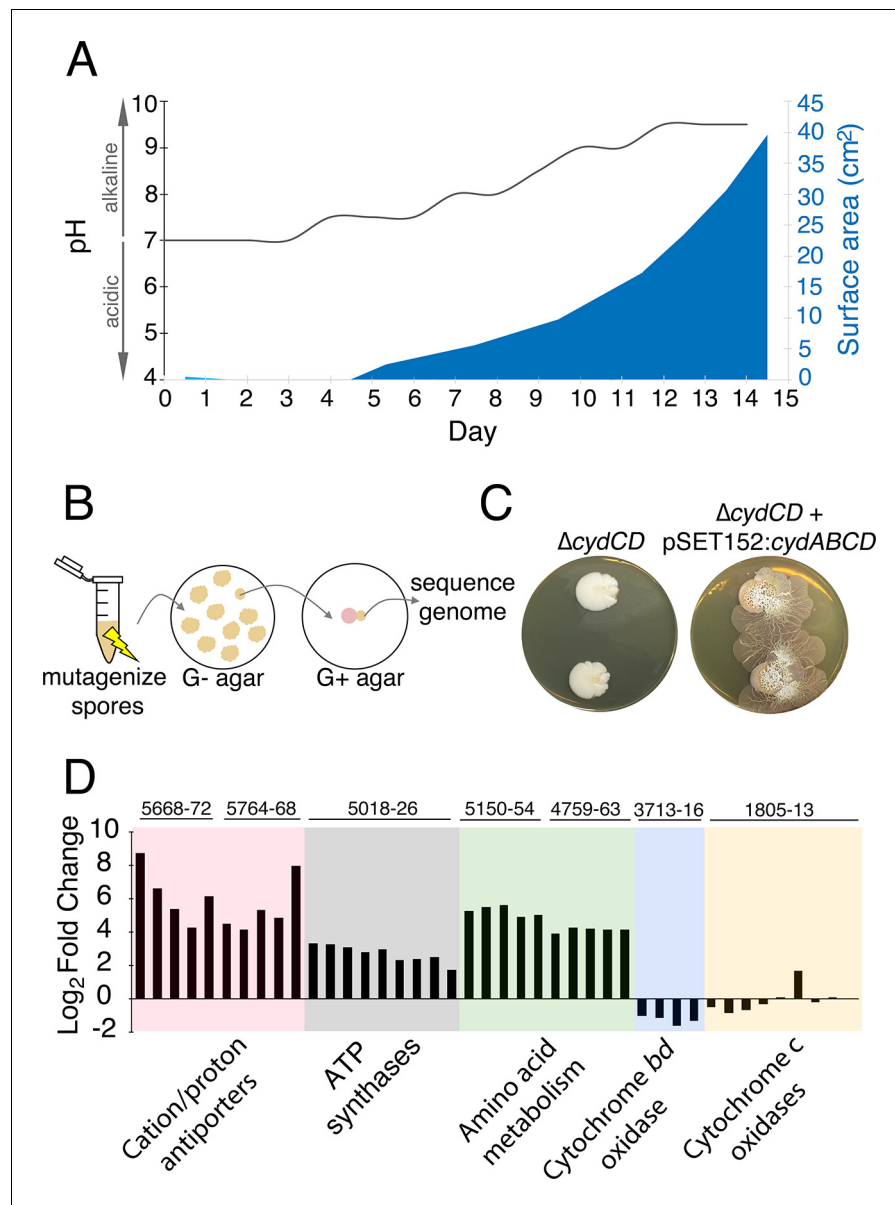 A
10
9
8
7
6
5
4
pH
alkaline
acidic
45
40
35
30
25
20
15
10
5
0
Surface area (cm²)
0 1 2 3 4 5 6 7 8 9 10 11 12 13 14 15
Day
B
mutagenize
spores
G- agar
G+ agar
sequence
genome
C
ΔcydCD
ΔcydCD +
pSET152:cydABCD
D
5668-72 5764-68 5018-26 5150-54 4759-63 3713-16 1805-13
10
8
6
4
2
0
-2
Log₂ Fold Change
Cation/proton
antiporters
ATP
synthases
Amino acid
metabolism
Cytochrome bd
oxidase
Cytochrome c
oxidases